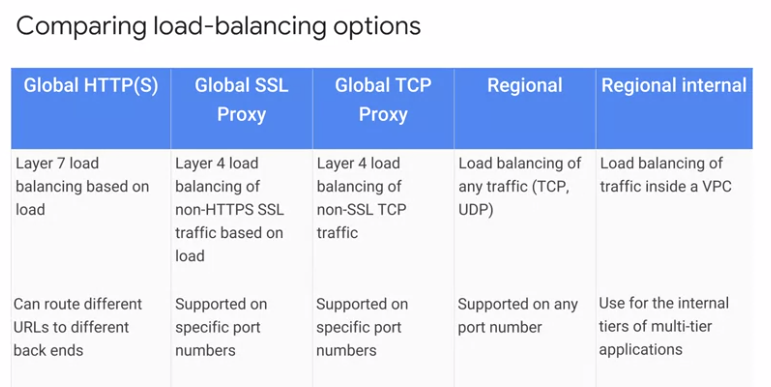 Comparing load-balancing options
Global HTTP(S)
Global SSL
Proxy
Global TCP
Proxy
Regional
Regional internal
Layer 7 load
balancing based on
load
Layer 4 load
balancing of
non-HTTPS SSL
traffic based on
load
Layer 4 load
balancing of
non-SSL TCP
traffic
Load balancing of
any traffic (TCP,
UDP)
Load balancing of
traffic inside a VPC
Can route different
URLs to different
back ends
Supported on
specific port
numbers
Supported on
specific port
numbers
Supported on any
port number
Use for the internal
tiers of multi-tier
applications